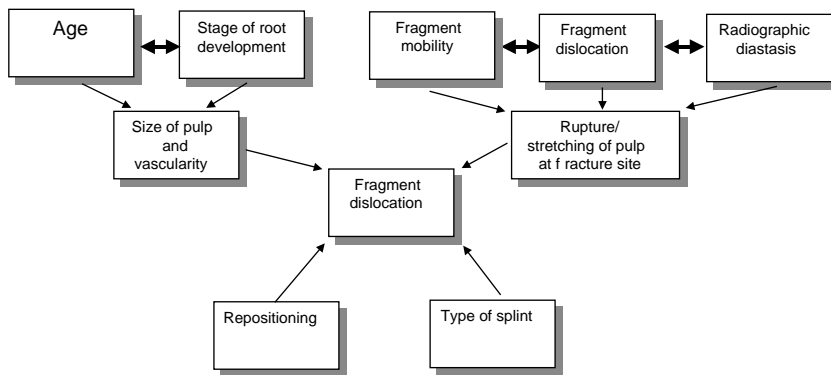 Age
Stage of root
development
Fragment
mobility
Fragment
dislocation
Radiographic
diastasis
Size of pulp
and
vascularity
Rupture/
stretching of pulp
at f racture site
Fragment
dislocation
Repositioning
Type of splint